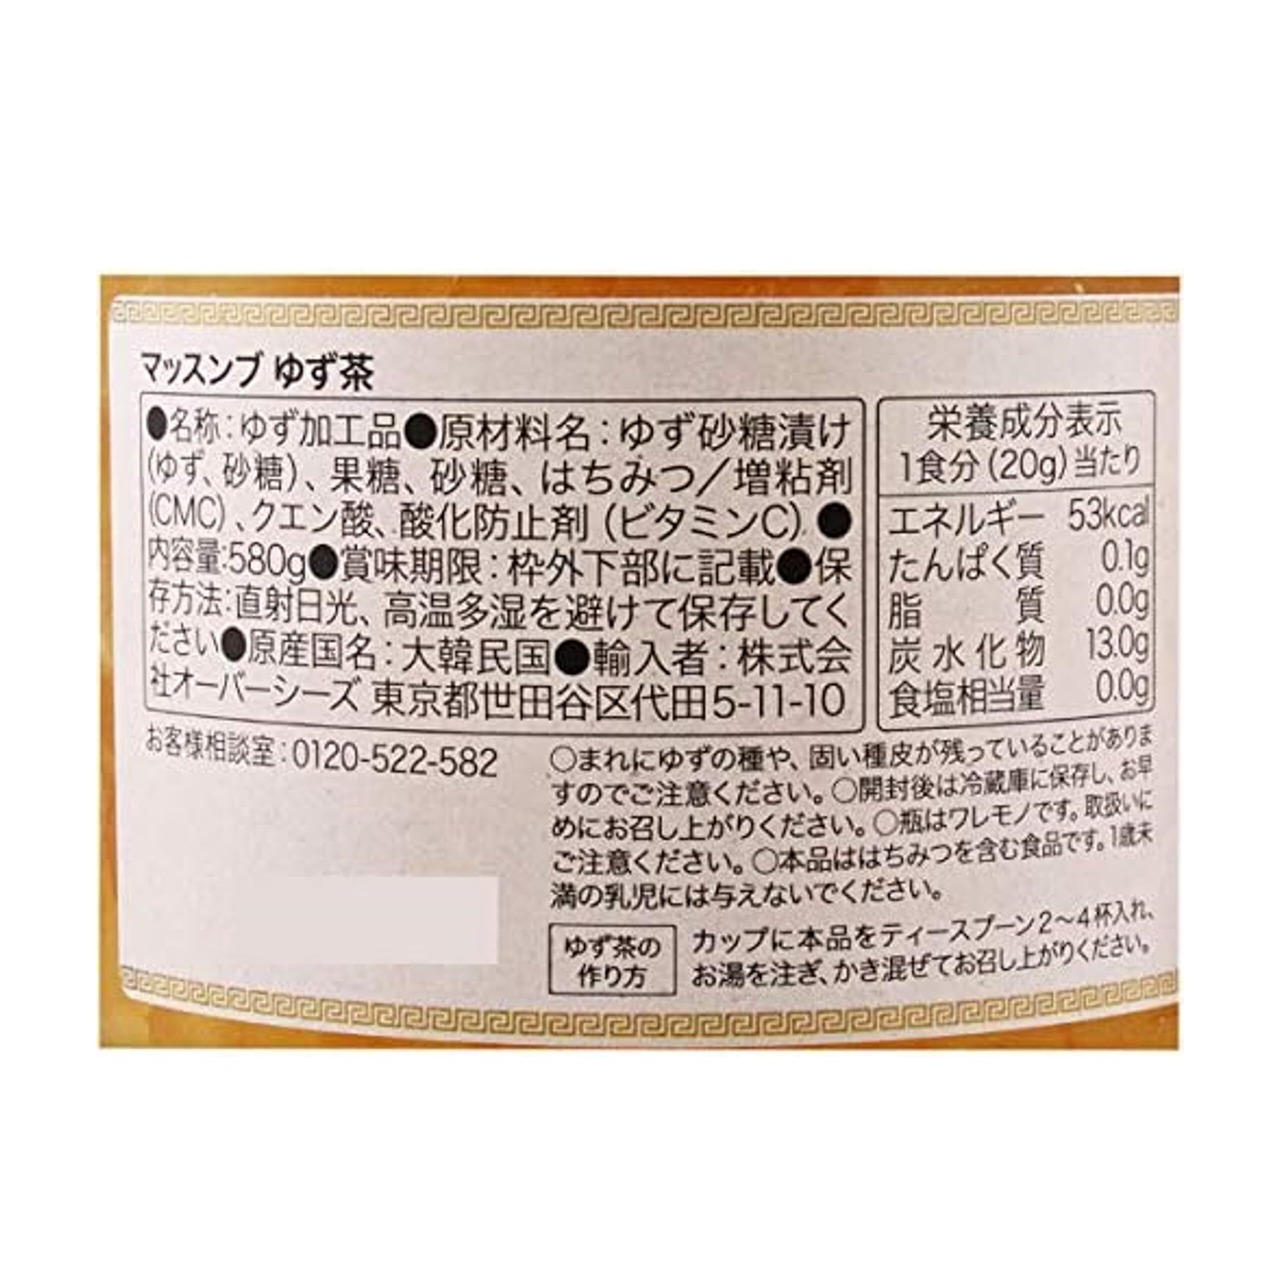 マッスンブ ゆず茶
●名称：ゆず加工品●原材料名：ゆず砂糖漬け
(ゆず、砂糖)、果糖、砂糖、はちみつ／増粘剤
(CMC)、クエン酸、酸化防止剤（ビタミンC)●
内容量:580g●賞味期限：枠外下部に記載●保
存方法：直射日光、高温多湿を避けて保存してく
ださい●原産国名：大韓民国●輸入者：株式会
社オーバーシーズ 東京都世田谷区代田5-11-10
栄養成分表示
1食分(20g)当たり
エネルギー 53kcal
たんぱく質 0.1g
脂質 0.0g
炭水化物 13.0g
食塩相当量 0.0g
お客様相談室：0120-522-582
○まれにゆずの種や、固い種皮が残っていることがありま
すのでご注意ください。○開封後は冷蔵庫に保存し、お早
めにお召し上がりください。○瓶はワレモノです。取扱いに
ご注意ください。○本品ははちみつを含む食品です。1歳未
満の乳児には与えないでください。
ゆず茶の
作り方
カップに本品をティースプーン2〜4杯入れ、
お湯を注ぎ、かき混ぜてお召し上がりください。